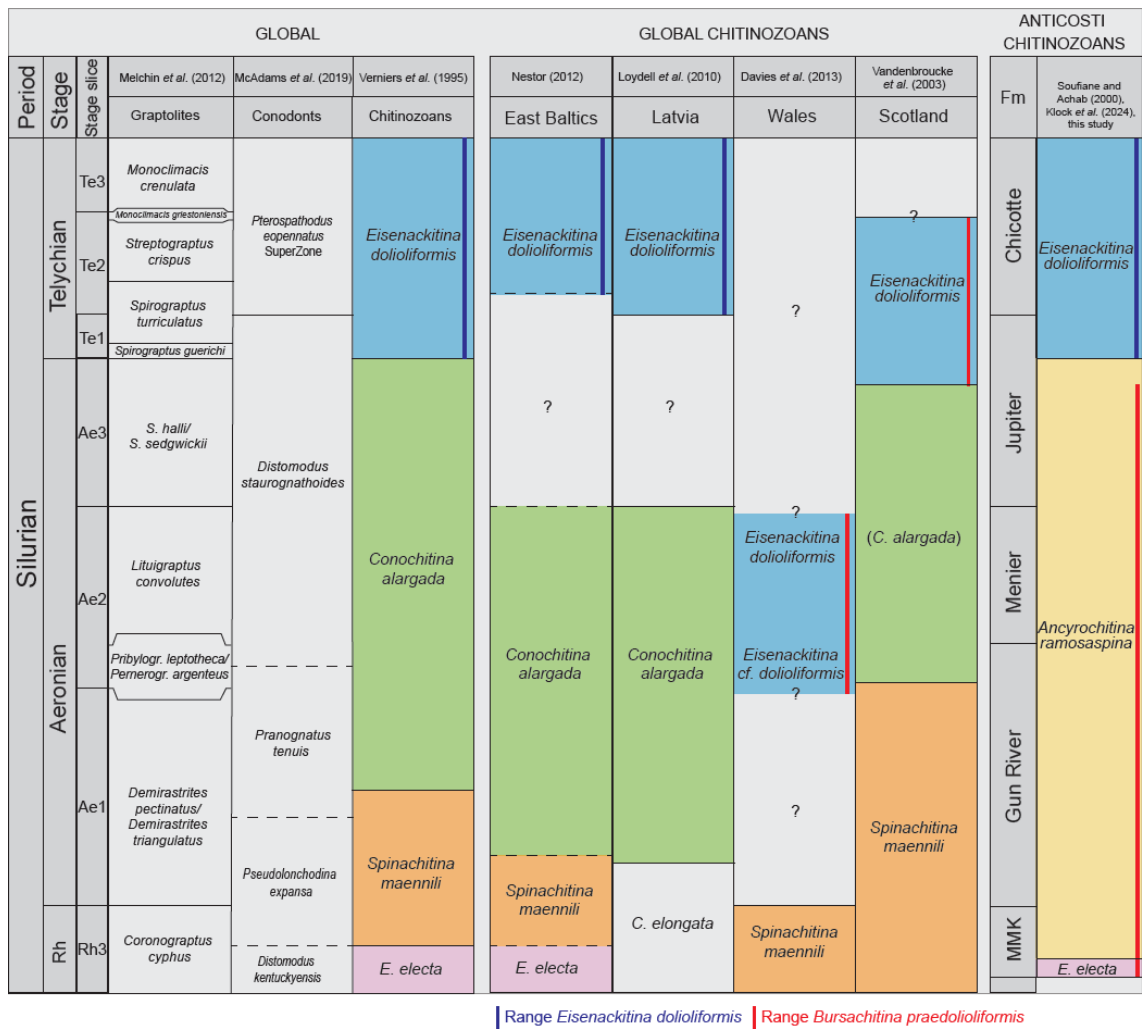 GLOBAL
GLOBAL CHITINOZOANS
ANTICOSTI
CHITINOZOANS
Period
Stage
Stage slice
Melchin et al. (2012)
McAdams et al. (2019)
Verniers et al. (1995)
Nestor (2012)
Loydell et al. (2010)
Davies et al. (2013)
Vandenbroucke
et al. (2003)
Fm
Soufiane and
Achab (2000),
Klock et al. (2024),
this study
Graptolites
Conodonts
Chitinozoans
East Baltics
Latvia
Wales
Scotland
Silurian
Telychian
Aeronian
Rh
Te3
Te2
Te1
Ae3
Ae2
Ae1
Rh3
Monoclimacis
crenulata
Monoclimacis griestoniensis
Streptograptus
crispus
Spirograptus
turriculatus
Spirograptus guerichi
S. halli/
S. sedgwickii
Lituigraptus
convolutes
Pribylogr. leptotheca/
Pernerogr. argenteus
Demirastrites
pectinatus/
Demirastrites
triangulatus
Coronograptus
cyphus
Pterospathodus
eopennatus
SuperZone
Distomodus
staurognathoides
Pranognatus
tenuis
Pseudolonchodina
expansa
Distomodus
kentuckyensis
Eisenackitina
dolioliformis
Conochitina
alargada
Spinachitina
maennili
E. electa
Eisenackitina
dolioliformis
?
Conochitina
alargada
Spinachitina
maennili
E. electa
Eisenackitina
dolioliformis
?
Conochitina
alargada
C. elongata
?
?
Eisenackitina
dolioliformis
Eisenackitina
cf. dolioliformis
?
?
Spinachitina
maennili
?
Eisenackitina
dolioliformis
(C. alargada)
Spinachitina
maennili
Chicotte
Jupiter
Menier
Gun River
MMK
Eisenackitina
dolioliformis
Ancyrochitina
ramosaspina
E. electa
Range Eisenackitina dolioliformis
Range Bursachitina praedolioliformis